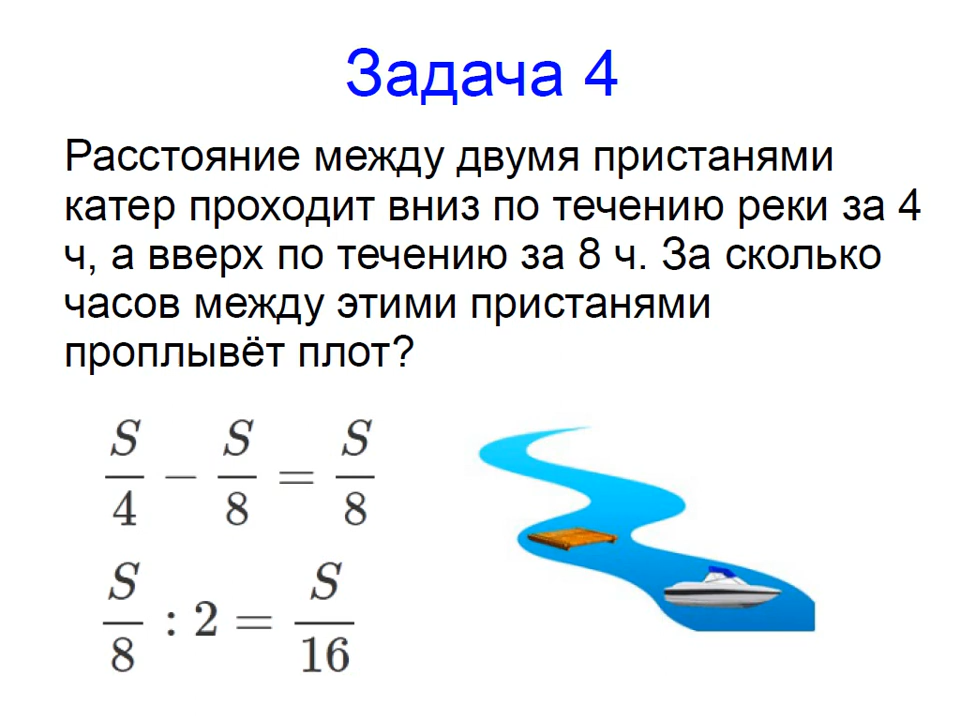 Задача 4
Расстояние между двумя пристанями
катер проходит вниз по течению реки за 4
ч, а вверх по течению за 8 ч. За сколько
часов между этими пристанями
проплывёт плот?
S/4 − S/8 = S/8
S/8 : 2 = S/16